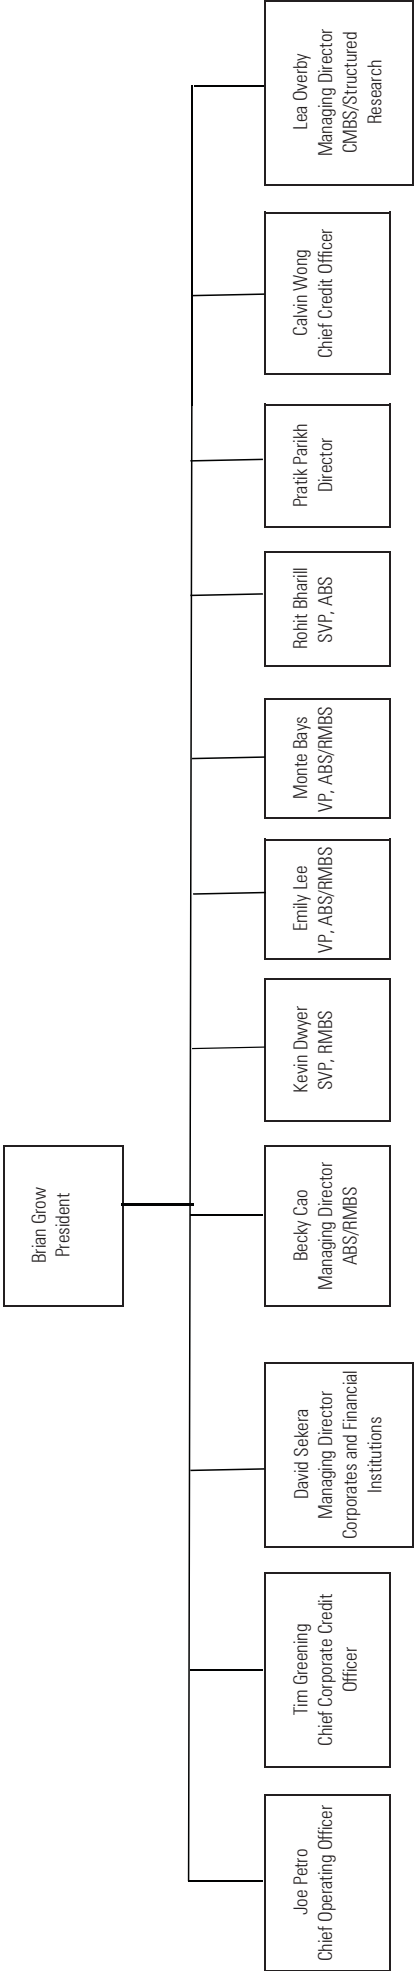 Brian Grow
President
Joe Petro
Chief Operating Officer
Tim Greening
Chief Corporate Credit
Officer
David Sekera
Managing Director
Corporates and Financial
Institutions
Becky Cao
Managing Director
ABS/RMBS
Kevin Dwyer
SVP, RMBS
Emily Lee
VP, ABS/RMBS
Monte Bays
VP, ABS/RMBS
Rohit Bharill
SVP, ABS
Pratik Parikh
Director
Calvin Wong
Chief Credit Officer
Lea Overby
Managing Director
CMBS/Structured
Research